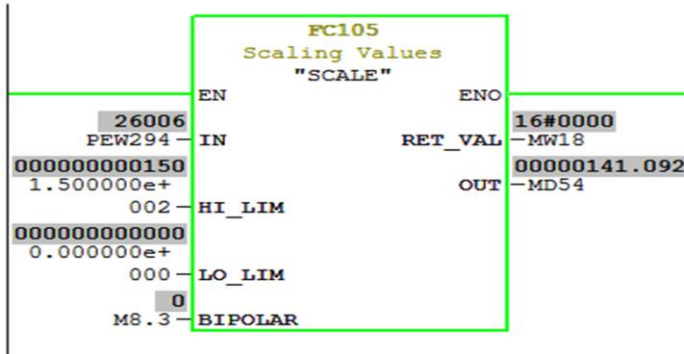 FC105
Scaling Values
"SCALE"
EN ENO
26006 16#0000
PEW294 IN RET_VAL MW18
000000000150 00000141.092
1.500000e+ OUT MD54
002 HI_LIM
000000000000
0.000000e+
000 LO_LIM
0
M8.3 BIPOLAR